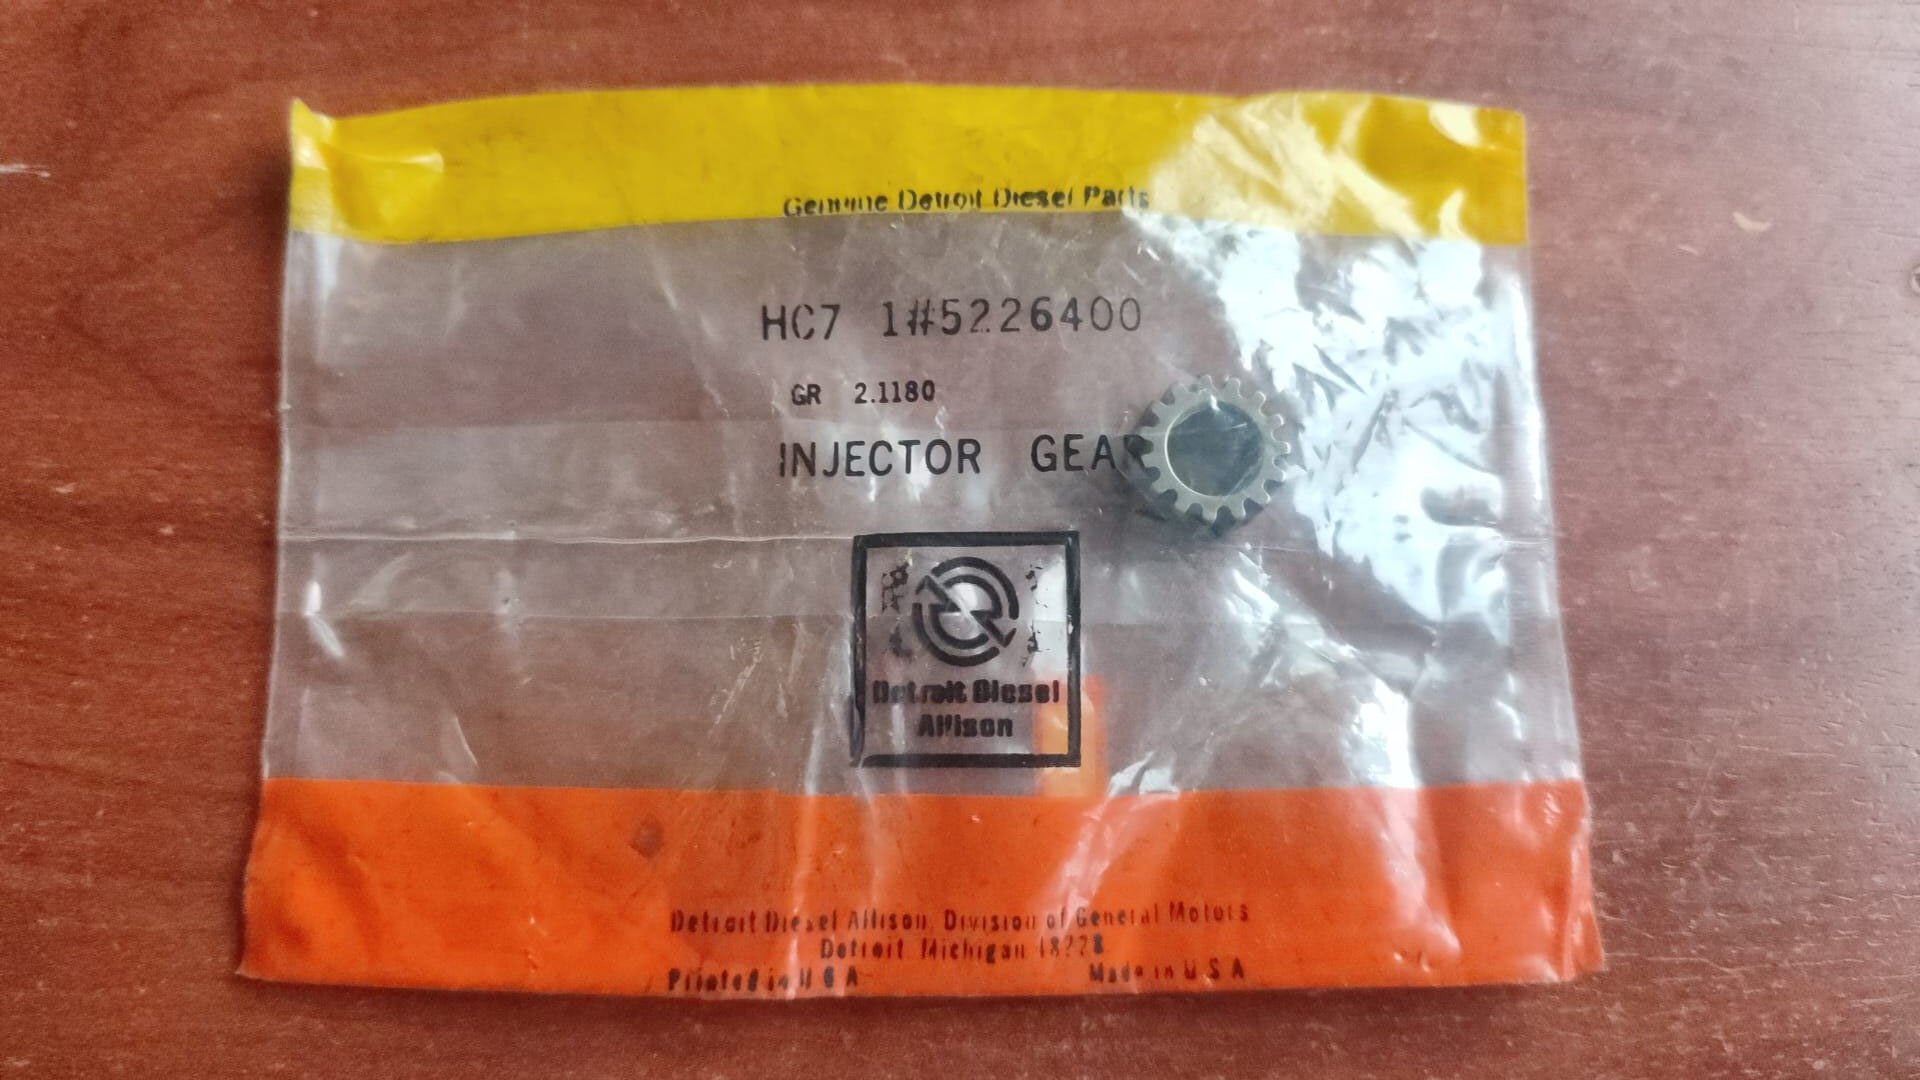 Genuine Detroit Diesel Parts
HC7 1#5226400
GR 2.1180
INJECTOR GEAR
Detroit Diesel
Allison
Detroit Diesel Allison, Division of General Motors
Detroit Michigan 48228
Printed in U S A
Made in U S A